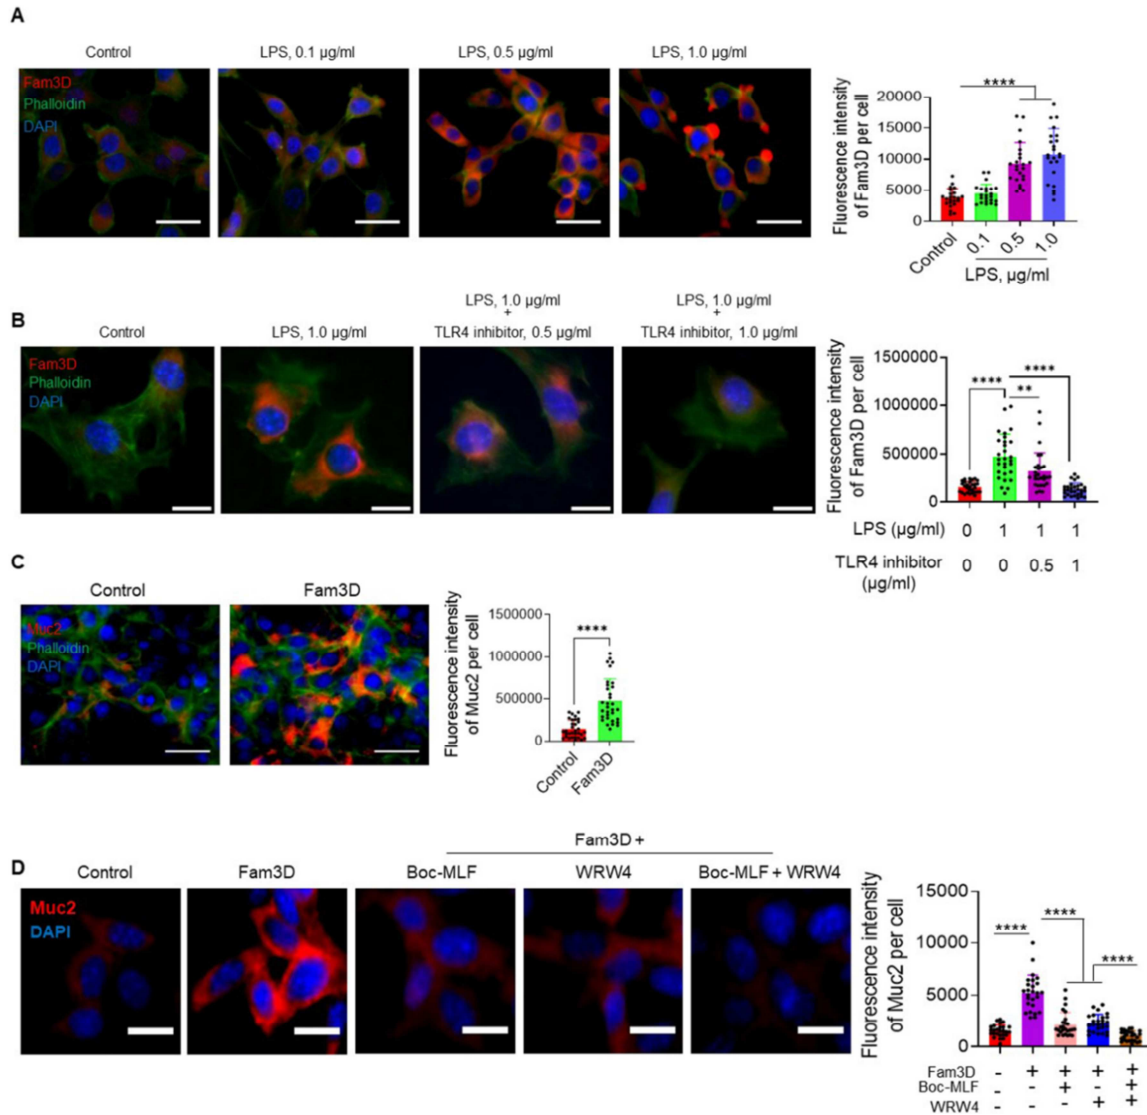 A
Control
LPS, 0.1 µg/ml
LPS, 0.5 µg/ml
LPS, 1.0 µg/ml
Fam3D
Phalloidin
DAPI
Fluorescence intensity
of Fam3D per cell
****
20000
15000
10000
5000
0
Control
0.1
0.5
1.0
LPS, µg/ml
B
Control
LPS, 1.0 µg/ml
LPS, 1.0 µg/ml
+
TLR4 inhibitor, 0.5 µg/ml
LPS, 1.0 µg/ml
+
TLR4 inhibitor, 1.0 µg/ml
Fam3D
Phalloidin
DAPI
Fluorescence intensity
of Fam3D per cell
1500000
1000000
500000
0
****
****
**
LPS (µg/ml) 0 1 1 1
TLR4 inhibitor 0 0 0.5 1
(µg/ml)
C
Control
Fam3D
Muc2
Phalloidin
DAPI
Fluorescence intensity
of Muc2 per cell
1500000
1000000
500000
0
****
Control
Fam3D
D
Fam3D +
Control
Fam3D
Boc-MLF
WRW4
Boc-MLF + WRW4
Muc2
DAPI
Fluorescence intensity
of Muc2 per cell
15000
10000
5000
0
****
****
****
Fam3D - + + + +
Boc-MLF - - + - +
WRW4 - - - + +